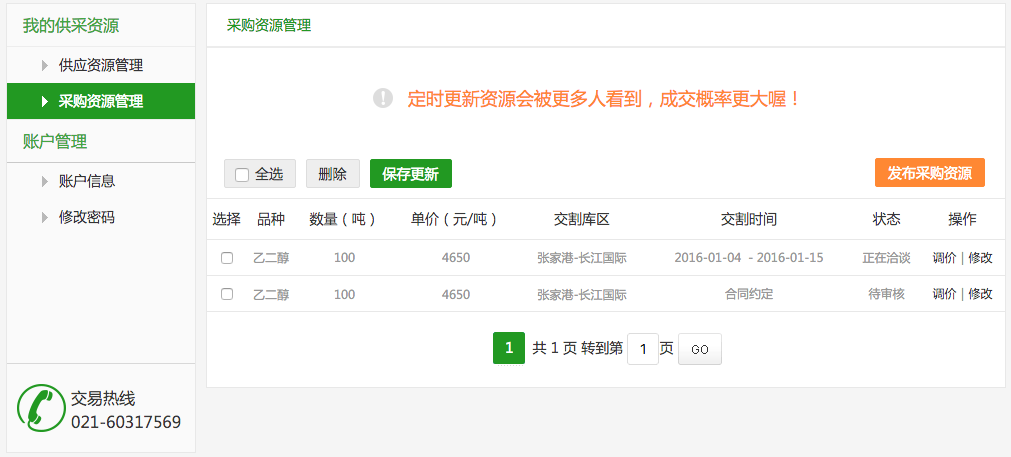 我的供采资源
供应资源管理
采购资源管理
账户管理
账户信息
修改密码
交易热线
021-60317569
采购资源管理
定时更新资源会被更多人看到，成交概率更大喔！
全选 删除 保存更新 发布采购资源
选择 品种 数量（吨） 单价（元/吨） 交割库区 交割时间 状态 操作
乙二醇 100 4650 张家港-长江国际 2016-01-04 - 2016-01-15 正在洽谈 调价 | 修改
乙二醇 100 4650 张家港-长江国际 合同约定 待审核 调价 | 修改
1 共 1 页 转到第 1 页 GO